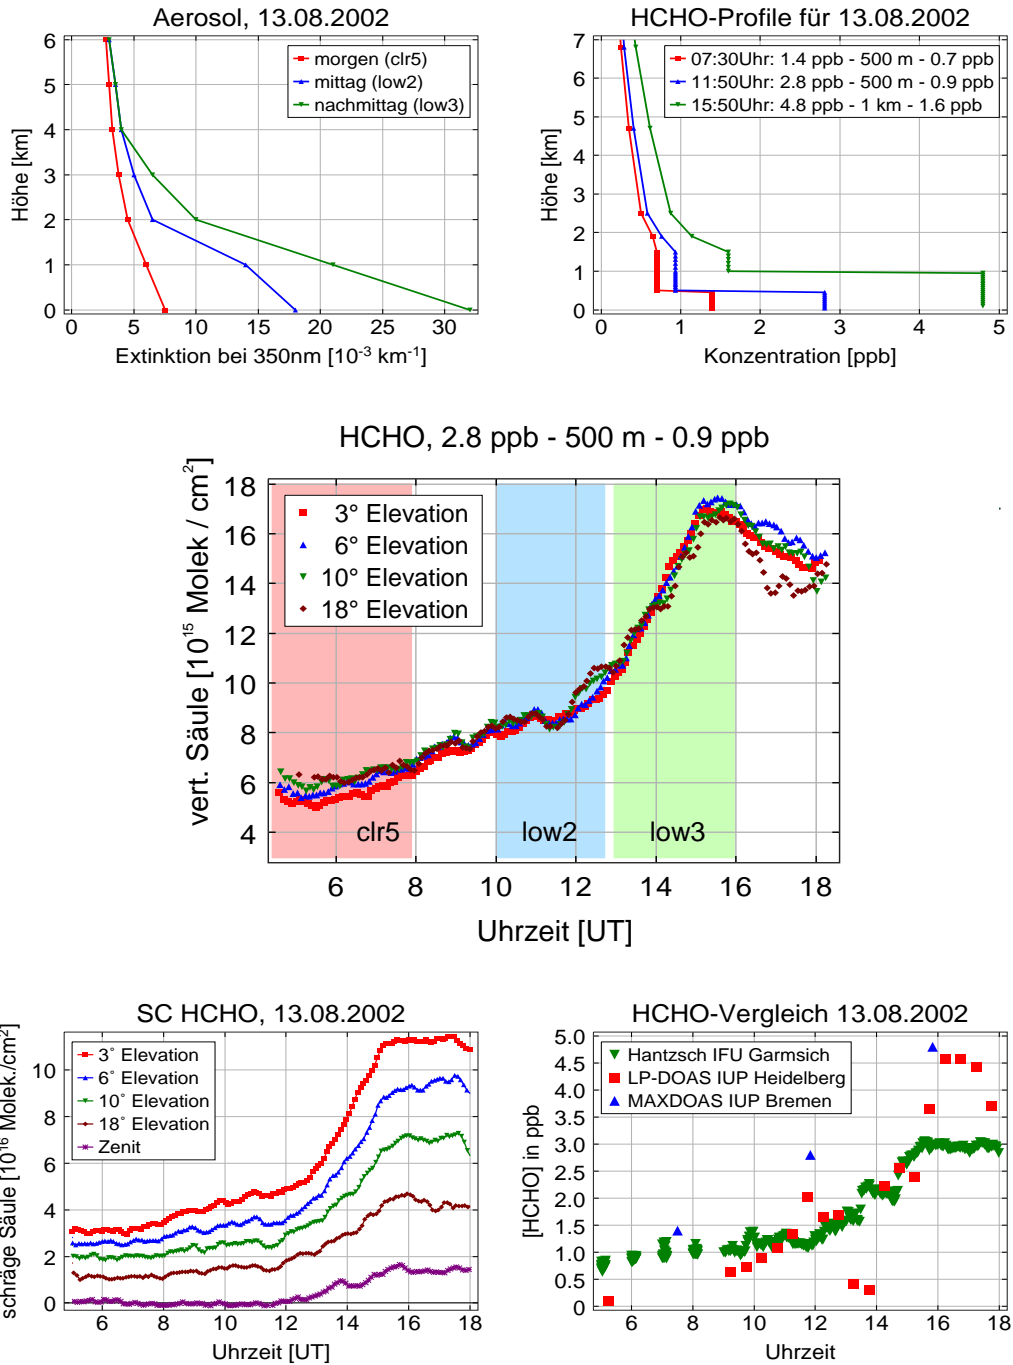 Aerosol, 13.08.2002
6
5
4
3
2
1
0
Höhe [km]
morgen (clr5)
mittag (low2)
nachmittag (low3)
0 5 10 15 20 25 30
Extinktion bei 350nm [10⁻³ km⁻¹]
HCHO-Profile für 13.08.2002
7
6
5
4
3
2
1
0
Höhe [km]
07:30Uhr: 1.4 ppb - 500 m - 0.7 ppb
11:50Uhr: 2.8 ppb - 500 m - 0.9 ppb
15:50Uhr: 4.8 ppb - 1 km - 1.6 ppb
0 1 2 3 4 5
Konzentration [ppb]
HCHO, 2.8 ppb - 500 m - 0.9 ppb
18
16
14
12
10
8
6
4
vert. Säule [10¹⁵ Molek / cm²]
3° Elevation
6° Elevation
10° Elevation
18° Elevation
clr5 low2 low3
6 8 10 12 14 16 18
Uhrzeit [UT]
SC HCHO, 13.08.2002
10
8
6
4
2
0
schräge Säule [10¹⁶ Molek./cm²]
3° Elevation
6° Elevation
10° Elevation
18° Elevation
Zenit
6 8 10 12 14 16 18
Uhrzeit [UT]
HCHO-Vergleich 13.08.2002
5.0
4.5
4.0
3.5
3.0
2.5
2.0
1.5
1.0
0.5
0
[HCHO] in ppb
Hantzsch IFU Garmsich
LP-DOAS IUP Heidelberg
MAXDOAS IUP Bremen
6 8 10 12 14 16 18
Uhrzeit